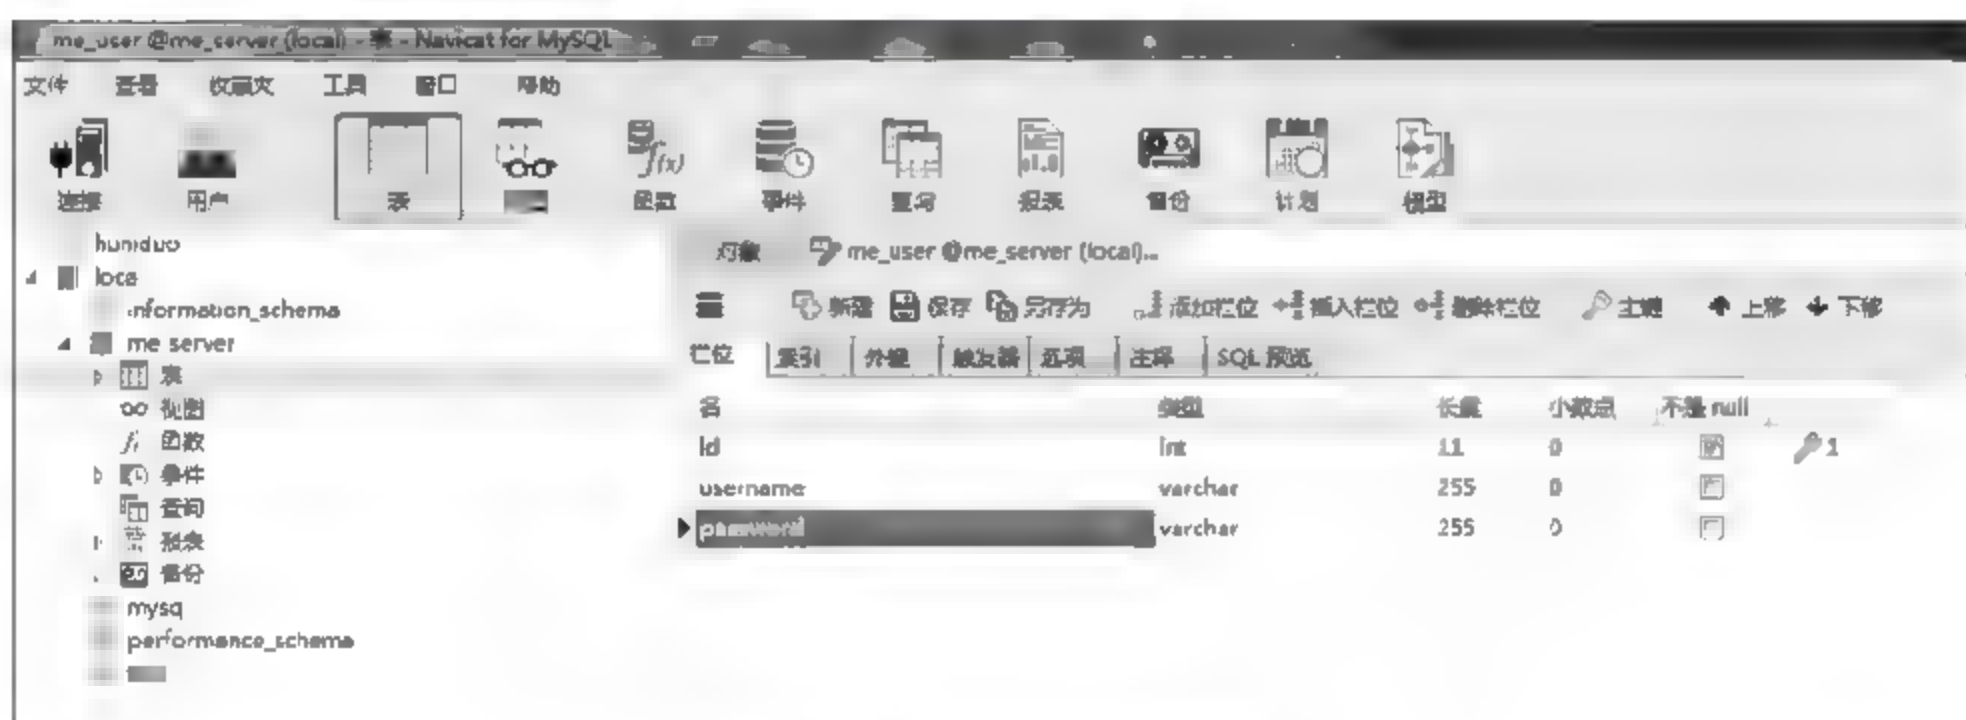 me_user @me_server (local) - 表 - Navicat for MySQL
文件 查看 收藏夹 工具 窗口 帮助
连接 用户 表 函数 事件 查询 报表 备份 计划 模型
huniduo
loca
information_schema
me server
表
视图
函数
事件
查询
报表
备份
mysq
performance_schema
对象 me_user @me_server (local)...
新建 保存 另存为 添加栏位 插入栏位 删除栏位 主键 上移 下移
栏位 索引 外键 触发器 选项 注释 SQL 预览
名 类型 长度 小数点 不是 null
id int 11 0 1
username varchar 255 0
password varchar 255 0